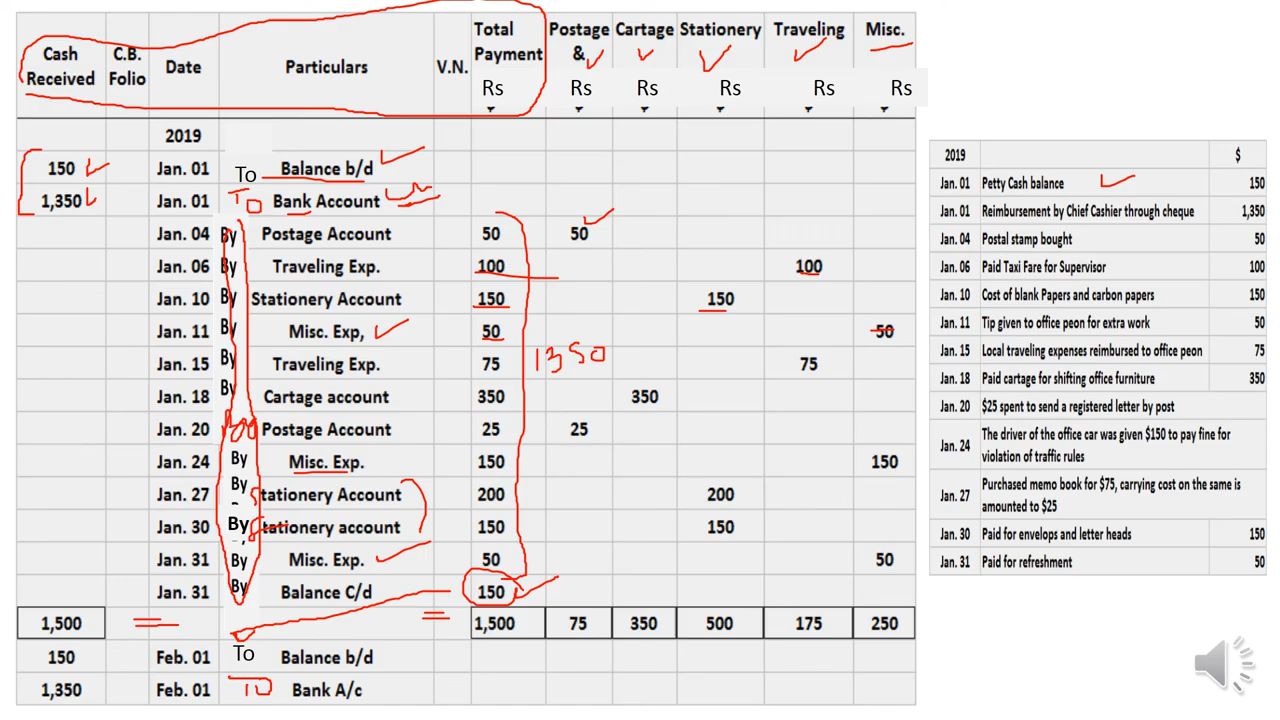 Cash Received C.B. Folio Date Particulars V.N. Total Payment Postage & Cartage Stationery Traveling Misc.
Rs Rs Rs Rs Rs Rs
2019
150 Jan. 01 To Balance b/d
1,350 Jan. 01 To Bank Account
Jan. 04 By Postage Account 50 50
Jan. 06 By Traveling Exp. 100 100
Jan. 10 By Stationery Account 150 150
Jan. 11 By Misc. Exp, 50 50
Jan. 15 By Traveling Exp. 75 75
1350
Jan. 18 By Cartage account 350 350
Jan. 20 By Postage Account 25 25
Jan. 24 By Misc. Exp. 150 150
Jan. 27 By Stationery Account 200 200
Jan. 30 By Stationery account 150 150
Jan. 31 By Misc. Exp. 50 50
Jan. 31 By Balance C/d 150
1,500 1,500 75 350 500 175 250
150 Feb. 01 To Balance b/d
1,350 Feb. 01 To Bank A/c
2019 $
Jan. 01 Petty Cash balance 150
Jan. 01 Reimbursement by Chief Cashier through cheque 1,350
Jan. 04 Postal stamp bought 50
Jan. 06 Paid Taxi Fare for Supervisor 100
Jan. 10 Cost of blank Papers and carbon papers 150
Jan. 11 Tip given to office peon for extra work 50
Jan. 15 Local traveling expenses reimbursed to office peon 75
Jan. 18 Paid cartage for shifting office furniture 350
Jan. 20 $25 spent to send a registered letter by post
Jan. 24 The driver of the office car was given $150 to pay fine for
violation of traffic rules
Jan. 27 Purchased memo book for $75, carrying cost on the same is
amounted to $25
Jan. 30 Paid for envelops and letter heads 150
Jan. 31 Paid for refreshment 50